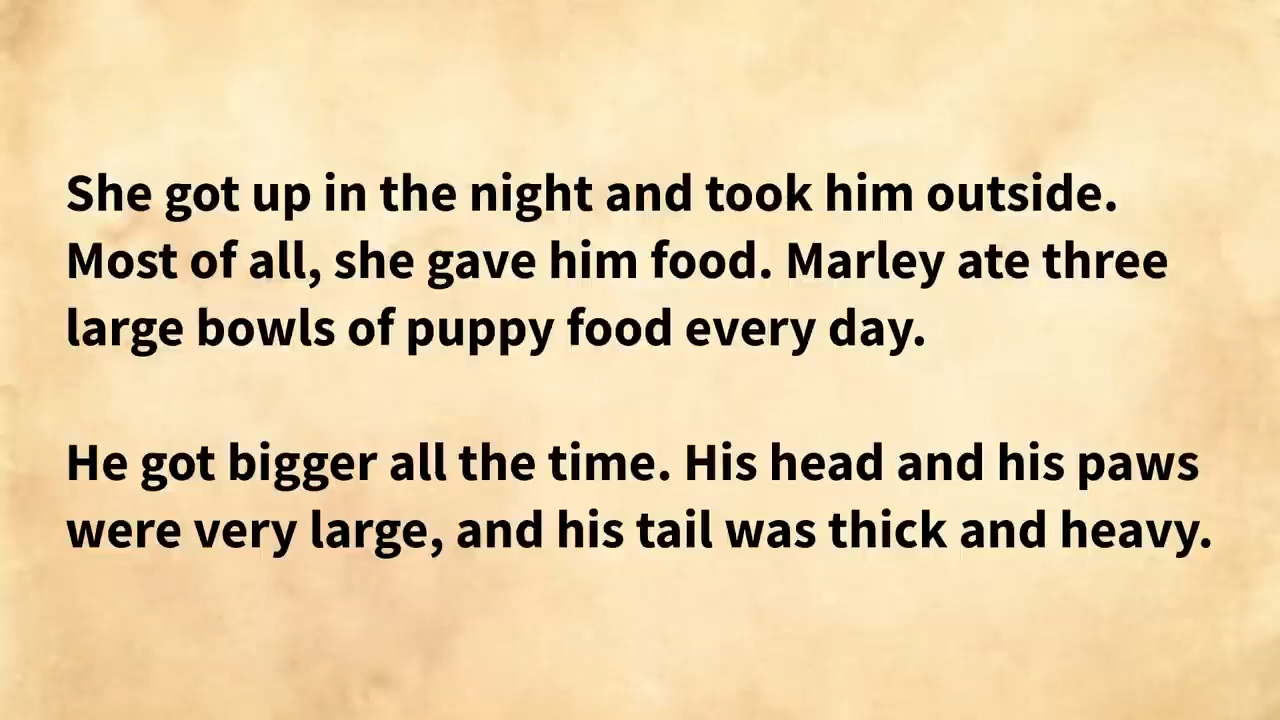 She got up in the night and took him outside.
Most of all, she gave him food. Marley ate three
large bowls of puppy food every day.
He got bigger all the time. His head and his paws
were very large, and his tail was thick and heavy.